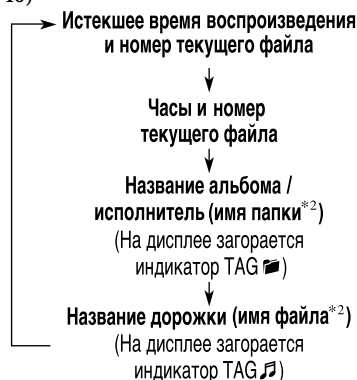 Истекшее время воспроизведения
и номер текущего файла
Часы и номер
текущего файла
Название альбома /
исполнитель (имя папки*2)
(На дисплее загорается
индикатор TAG)
Название дорожки (имя файла*2)
(На дисплее загорается
индикатор TAG)